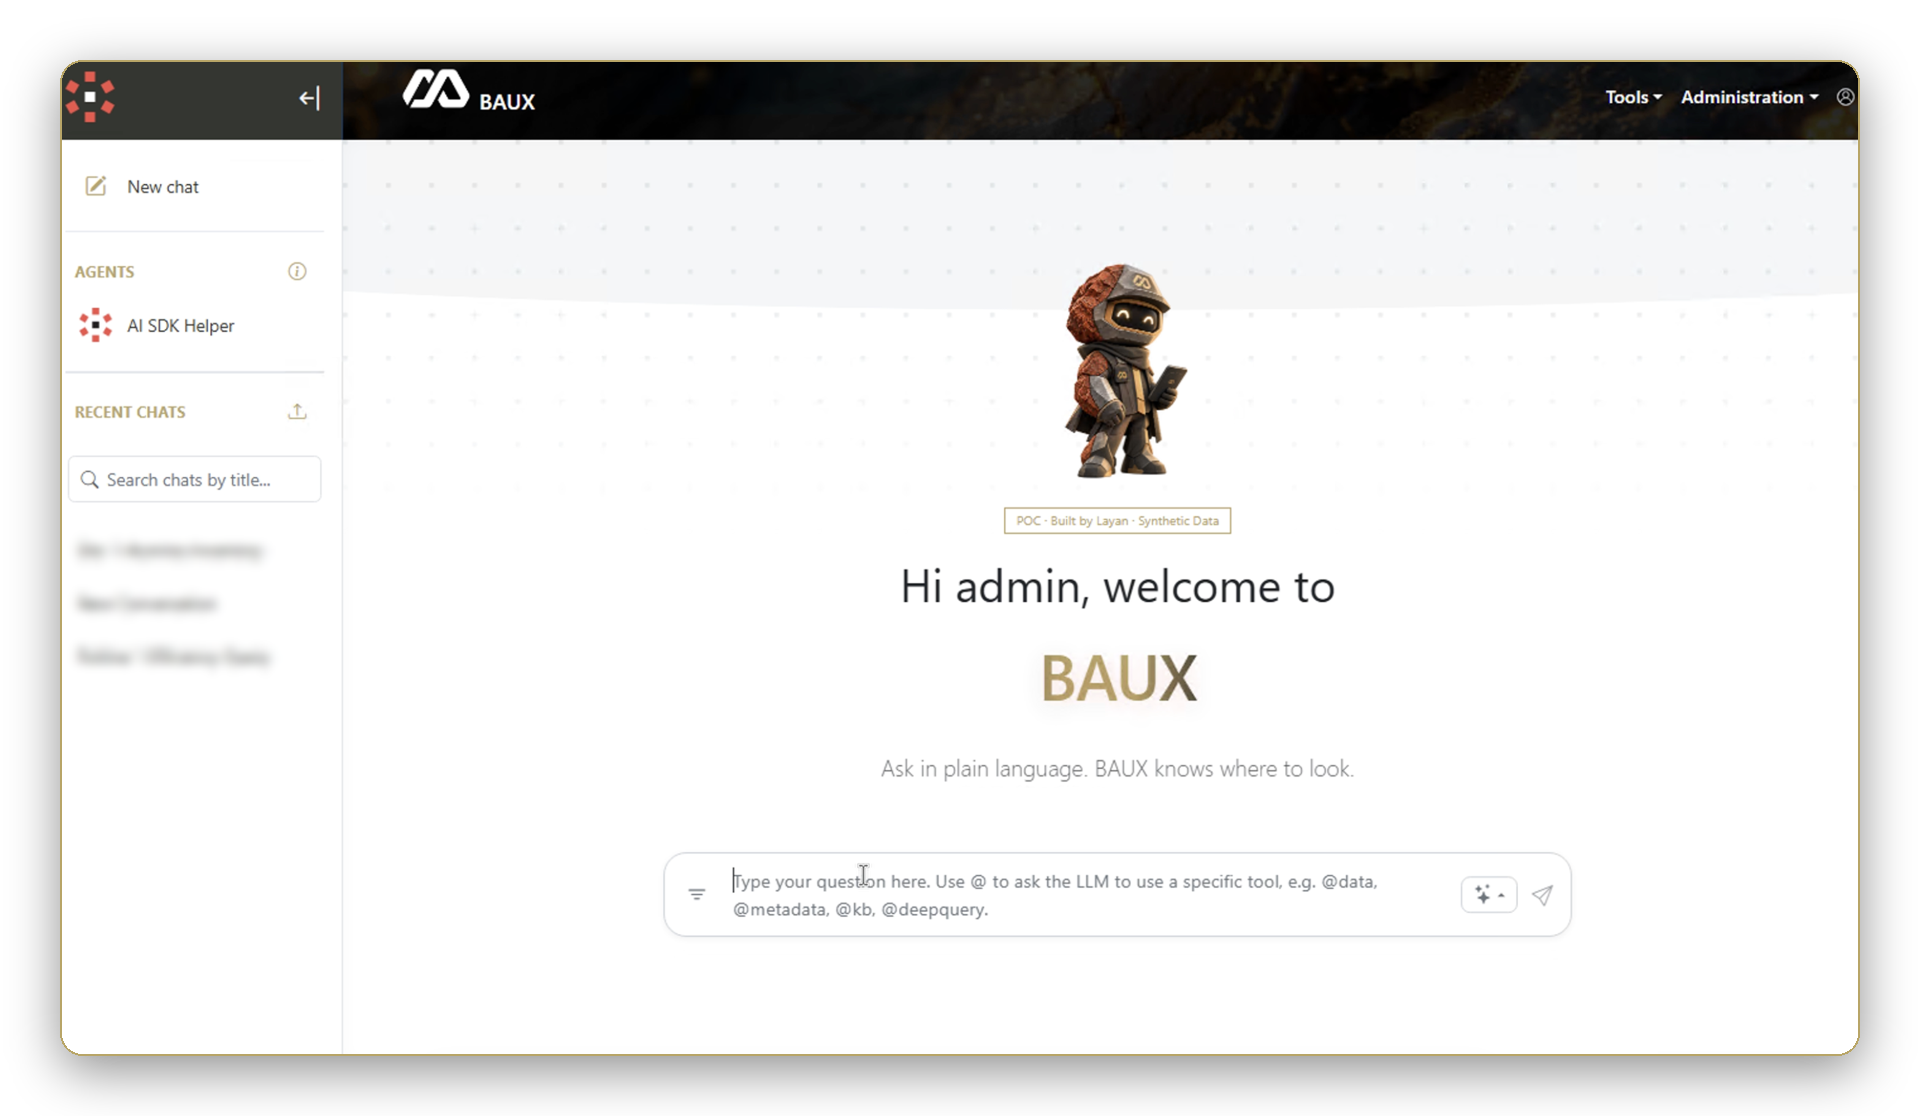 BAUX
Tools
Administration
New chat
AGENTS
AI SDK Helper
RECENT CHATS
Search chats by title...
POC · Built by Layan · Synthetic Data
Hi admin, welcome to
BAUX
Ask in plain language. BAUX knows where to look.
Type your question here. Use @ to ask the LLM to use a specific tool, e.g. @data,
@metadata, @kb, @deepquery.